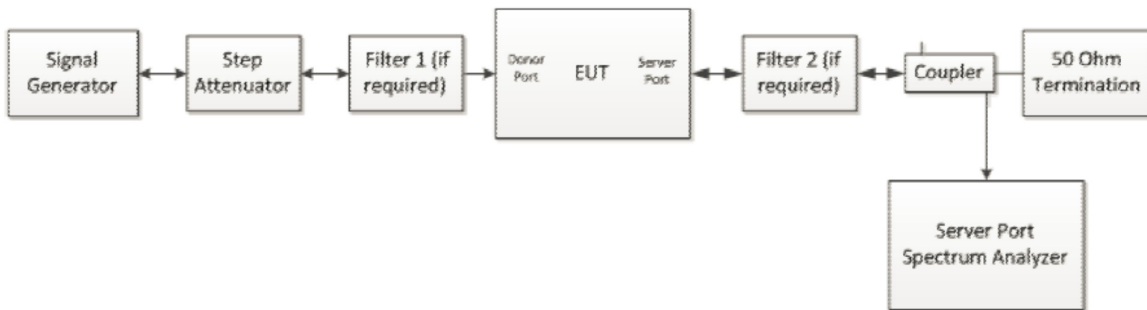 Signal
Generator
Step
Attenuator
Filter 1 (if
required)
Donor
Port
EUT
Server
Port
Filter 2 (if
required)
Coupler
50 Ohm
Termination
Server Port
Spectrum Analyzer